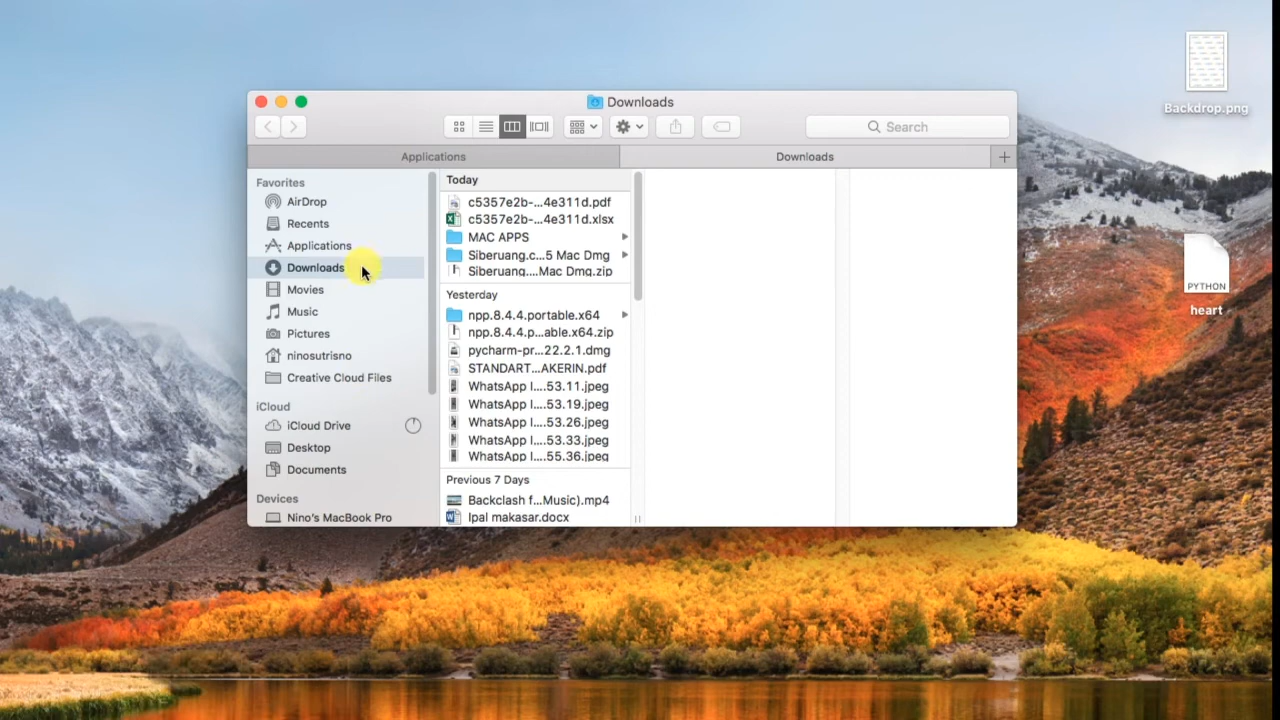 Downloads
Search
Applications
Downloads
Favorites
AirDrop
Recents
Applications
Downloads
Movies
Music
Pictures
ninosutrisno
Creative Cloud Files
iCloud
iCloud Drive
Desktop
Documents
Devices
Nino's MacBook Pro
Today
c5357e2b-...4e311d.pdf
c5357e2b-...4e311d.xlsx
MAC APPS
Siberuang.c...5 Mac Dmg
Siberuang....Mac Dmg.zip
Yesterday
npp.8.4.4.portable.x64
npp.8.4.4.p...able.x64.zip
pycharm-pr...22.2.1.dmg
STANDART...AKERIN.pdf
WhatsApp I....53.11.jpeg
WhatsApp I....53.19.jpeg
WhatsApp I....53.26.jpeg
WhatsApp I....53.33.jpeg
WhatsApp I....55.36.jpeg
Previous 7 Days
Backclash f...Music).mp4
Ipal makasar.docx
Backdrop.png
PYTHON
heart